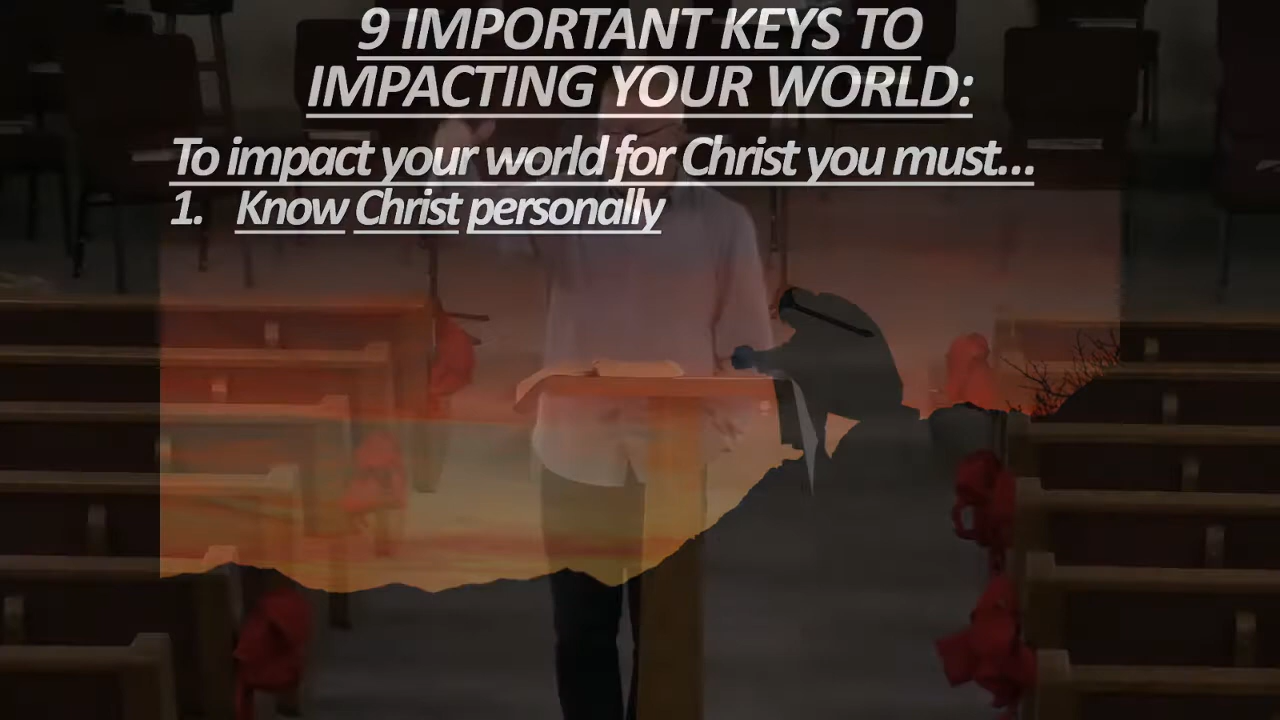 9 IMPORTANT KEYS TO
IMPACTING YOUR WORLD:
To impact your world for Christ you must...
1. Know Christ personally